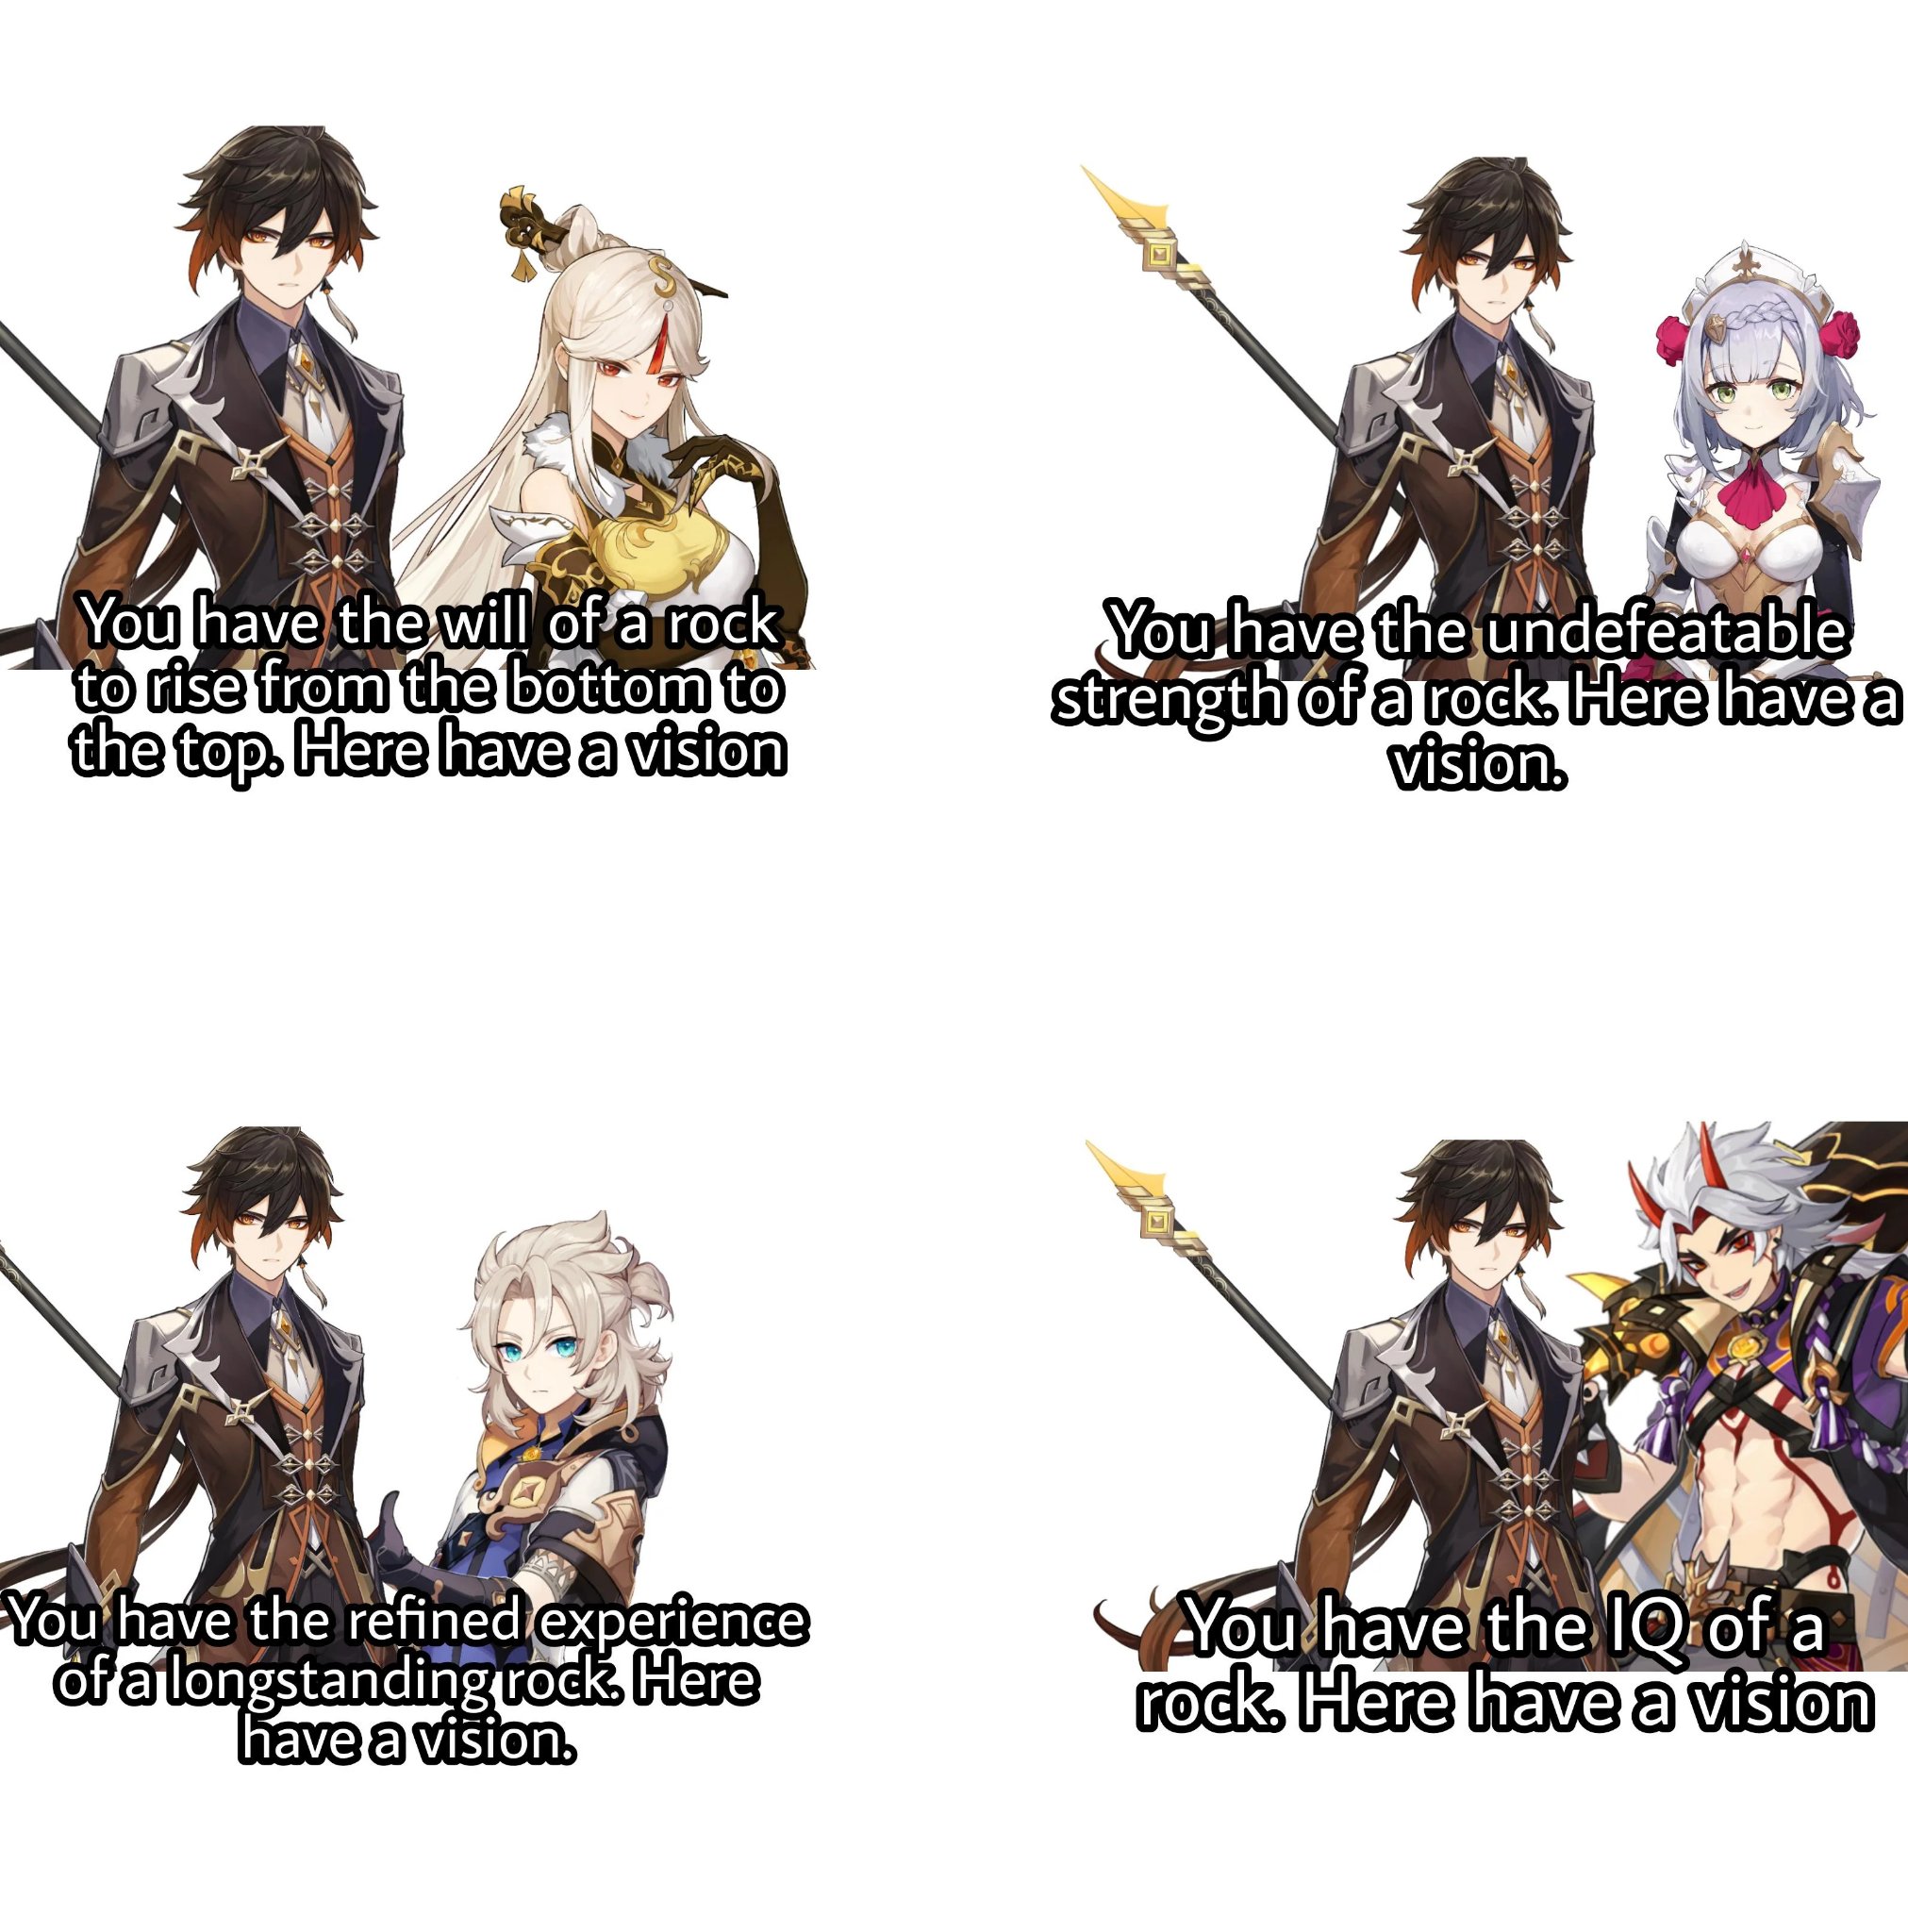 You have the will of a rock
to rise from the bottom to
the top. Here have a vision
You have the undefeatable
strength of a rock. Here have a
vision.
You have the refined experience
of a longstanding rock. Here
have a vision.
You have the IQ of a
rock. Here have a vision